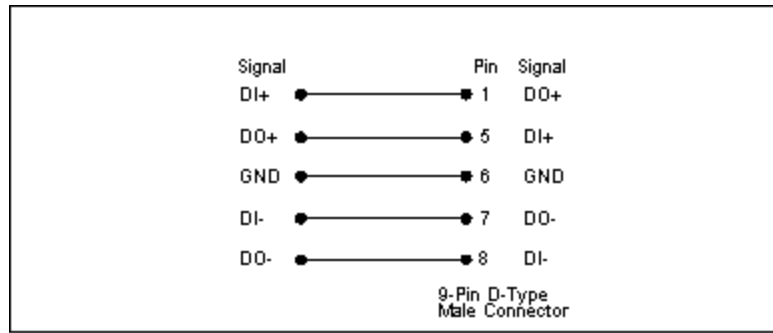 Signal Pin Signal
DI+ 1 DO+
DO+ 5 DI+
GND 6 GND
DI- 7 DO-
DO- 8 DI-
9-Pin D-Type
Male Connector